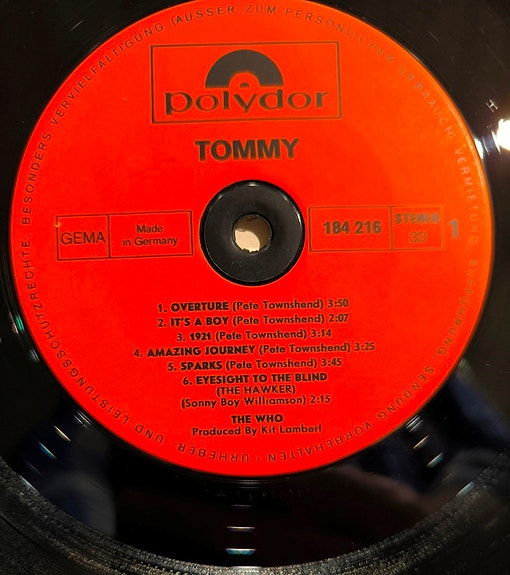 BESONDERS VERVIELFÄLTIGUNG (AUSSER ZUM PERSÖNLICHEN GEBRAUCH) VERMIETUNG AUFFÜHRUNG · SENDUNG VORBEHALTEN · URHEBER- UND LEISTUNGSSCHUTZRECHTE
polydor
TOMMY
GEMA
Made
in Germany
184 216
STEREO
33
1
1. OVERTURE (Pete Townshend) 3:50
2. IT'S A BOY (Pete Townshend) 2:07
3. 1921 (Pete Townshend) 3:14
4. AMAZING JOURNEY (Pete Townshend) 3:25
5. SPARKS (Pete Townshend) 3:45
6. EYESIGHT TO THE BLIND
(THE HAWKER)
(Sonny Boy Williamson) 2:15
THE WHO
Produced By Kit Lambert